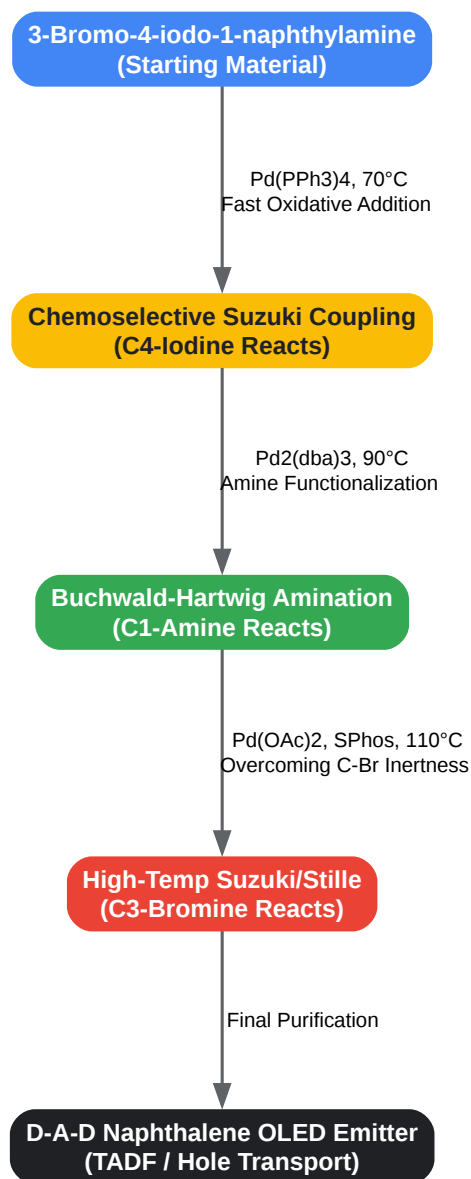 3-Bromo-4-iodo-1-naphthylamine
(Starting Material)
Pd(PPh3)4, 70°C
Fast Oxidative Addition
Chemoselective Suzuki Coupling
(C4-Iodine Reacts)
Pd2(dba)3, 90°C
Amine Functionalization
Buchwald-Hartwig Amination
(C1-Amine Reacts)
Pd(OAc)2, SPhos, 110°C
Overcoming C-Br Inertness
High-Temp Suzuki/Stille
(C3-Bromine Reacts)
Final Purification
D-A-D Naphthalene OLED Emitter
(TADF / Hole Transport)